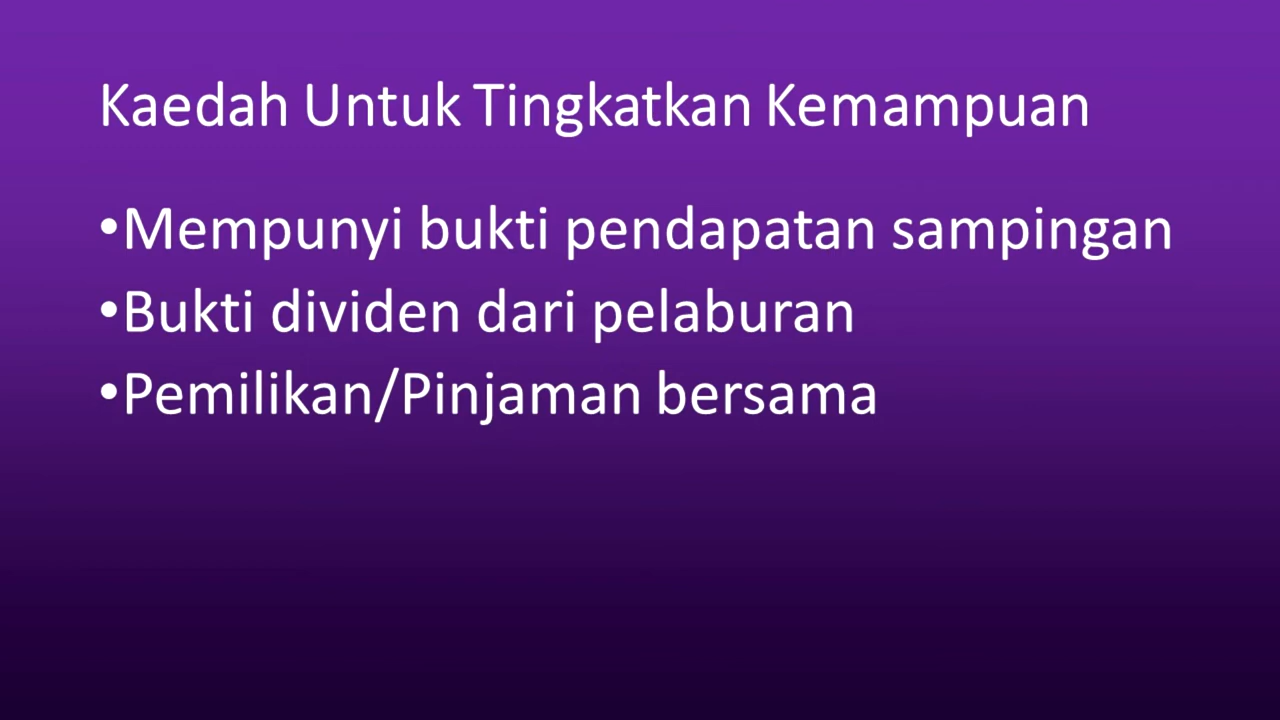 Kaedah Untuk Tingkatkan Kemampuan
•Mempunyi bukti pendapatan sampingan
•Bukti dividen dari pelaburan
•Pemilikan/Pinjaman bersama